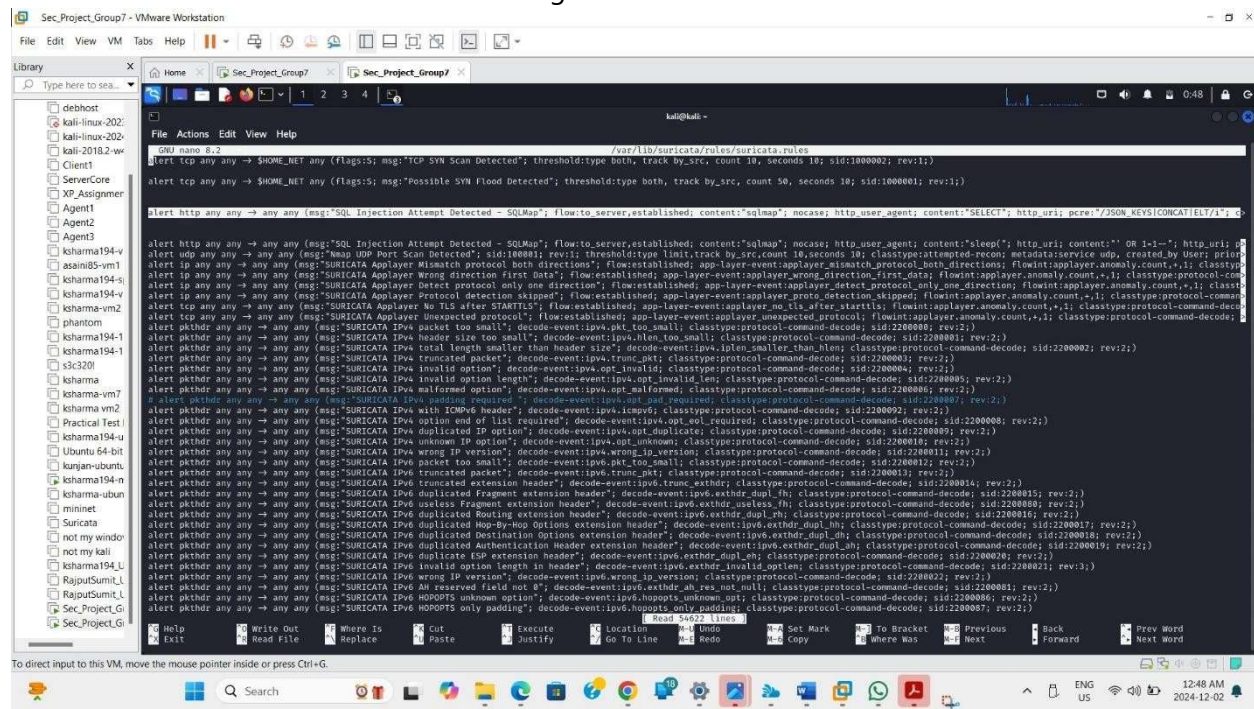 Sec_Project_Group7 - VMware Workstation
File Edit View VM Tabs Help
Library X
Type here to sea...
Home Sec_Project_Group7 Sec_Project_Group7
1 2 3 4 0:48
debhost
kali-linux-202
kali-linux-202
kali-2018.2-w
Client1
ServerCore
XP_Assignmer
Agent1
Agent2
Agent3
ksharma194-v
asaini85-vm1
ksharma194-s
ksharma194-v
ksharma-vm2
phantom
ksharma194-1
ksharma194-1
s3c320!
ksharma
ksharma-vm7
ksharma vm2
Practical Test
ksharma194-u
Ubuntu 64-bit
kunjan-ubuntu
ksharma194-n
ksharma-ubun
mininet
Suricata
not my window
not my kali
ksharma194_U
RajputSumit_L
RajputSumit_L
Sec_Project_G
Sec_Project_G
kali@kali: ~
File Actions Edit View Help
GNU nano 8.2 /var/lib/suricata/rules/suricata.rules
alert tcp any any → $HOME_NET any (flags:S; msg:"TCP SYN Scan Detected"; threshold:type both, track by_src, count 10, seconds 10; sid:1000002; rev:1;)
alert tcp any any → $HOME_NET any (flags:S; msg:"Possible SYN Flood Detected"; threshold:type both, track by_src, count 50, seconds 10; sid:1000001; rev:1;)
alert http any any → any any (msg:"SQL Injection Attempt Detected - SQLMap"; flow:to_server,established; content:"sqlmap"; nocase; http_user_agent; content:"SELECT"; http_uri; pcre:"/JSON_KEYS|CONCAT|ELT/i"; c>
alert http any any → any any (msg:"SQL Injection Attempt Detected - SQLMap"; flow:to_server,established; content:"sqlmap"; nocase; http_user_agent; content:"sleep("; http_uri; content:"' OR 1=1--"; http_uri; p>
alert udp any any → any any (msg:"Nmap UDP Port Scan Detected"; sid:100001; rev:1; threshold:type limit,track by_src,count 10,seconds 10; classtype:attempted-recon; metadata:service udp, created_by User; prior>
alert ip any any → any any (msg:"SURICATA Applayer Mismatch protocol both directions"; flow:established; app-layer-event:applayer_mismatch_protocol_both_directions; flowint:applayer.anomaly.count,+,1; classtyp>
alert ip any any → any any (msg:"SURICATA Applayer Wrong direction first Data"; flow:established; app-layer-event:applayer_wrong_direction_first_data; flowint:applayer.anomaly.count,+,1; classtype:protocol-com>
alert ip any any → any any (msg:"SURICATA Applayer Detect protocol only one direction"; flow:established; app-layer-event:applayer_detect_protocol_only_one_direction; flowint:applayer.anomaly.count,+,1; classt>
alert ip any any → any any (msg:"SURICATA Applayer Protocol detection skipped"; flow:established; app-layer-event:applayer_proto_detection_skipped; flowint:applayer.anomaly.count,+,1; classtype:protocol-comman>
alert tcp any any → any any (msg:"SURICATA Applayer No TLS after STARTTLS"; flow:established; app-layer-event:applayer_no_tls_after_starttls; flowint:applayer.anomaly.count,+,1; classtype:protocol-command-deco>
alert tcp any any → any any (msg:"SURICATA Applayer Unexpected protocol"; flow:established; app-layer-event:applayer_unexpected_protocol; flowint:applayer.anomaly.count,+,1; classtype:protocol-command-decode; >
alert pkthdr any any → any any (msg:"SURICATA IPv4 packet too small"; decode-event:ipv4.pkt_too_small; classtype:protocol-command-decode; sid:2200000; rev:2;)
alert pkthdr any any → any any (msg:"SURICATA IPv4 header size too small"; decode-event:ipv4.hlen_too_small; classtype:protocol-command-decode; sid:2200001; rev:2;)
alert pkthdr any any → any any (msg:"SURICATA IPv4 total length smaller than header size"; decode-event:ipv4.iplen_smaller_than_hlen; classtype:protocol-command-decode; sid:2200002; rev:2;)
alert pkthdr any any → any any (msg:"SURICATA IPv4 truncated packet"; decode-event:ipv4.trunc_pkt; classtype:protocol-command-decode; sid:2200003; rev:2;)
alert pkthdr any any → any any (msg:"SURICATA IPv4 invalid option"; decode-event:ipv4.opt_invalid; classtype:protocol-command-decode; sid:2200004; rev:2;)
alert pkthdr any any → any any (msg:"SURICATA IPv4 invalid option length"; decode-event:ipv4.opt_invalid_len; classtype:protocol-command-decode; sid:2200005; rev:2;)
alert pkthdr any any → any any (msg:"SURICATA IPv4 malformed option"; decode-event:ipv4.opt_malformed; classtype:protocol-command-decode; sid:2200006; rev:2;)
# alert pkthdr any any → any any (msg:"SURICATA IPv4 padding required "; decode-event:ipv4.opt_pad_required; classtype:protocol-command-decode; sid:2200007; rev:2;)
alert pkthdr any any → any any (msg:"SURICATA IPv4 with ICMPv6 header"; decode-event:ipv4.icmpv6; classtype:protocol-command-decode; sid:2200092; rev:2;)
alert pkthdr any any → any any (msg:"SURICATA IPv4 option end of list required"; decode-event:ipv4.opt_eol_required; classtype:protocol-command-decode; sid:2200008; rev:2;)
alert pkthdr any any → any any (msg:"SURICATA IPv4 duplicated IP option"; decode-event:ipv4.opt_duplicate; classtype:protocol-command-decode; sid:2200009; rev:2;)
alert pkthdr any any → any any (msg:"SURICATA IPv4 unknown IP option"; decode-event:ipv4.opt_unknown; classtype:protocol-command-decode; sid:2200010; rev:2;)
alert pkthdr any any → any any (msg:"SURICATA IPv4 wrong IP version"; decode-event:ipv4.wrong_ip_version; classtype:protocol-command-decode; sid:2200011; rev:2;)
alert pkthdr any any → any any (msg:"SURICATA IPv6 packet too small"; decode-event:ipv6.pkt_too_small; classtype:protocol-command-decode; sid:2200012; rev:2;)
alert pkthdr any any → any any (msg:"SURICATA IPv6 truncated packet"; decode-event:ipv6.trunc_pkt; classtype:protocol-command-decode; sid:2200013; rev:2;)
alert pkthdr any any → any any (msg:"SURICATA IPv6 truncated extension header"; decode-event:ipv6.trunc_exthdr; classtype:protocol-command-decode; sid:2200014; rev:2;)
alert pkthdr any any → any any (msg:"SURICATA IPv6 duplicated Fragment extension header"; decode-event:ipv6.exthdr_dupl_fh; classtype:protocol-command-decode; sid:2200015; rev:2;)
alert pkthdr any any → any any (msg:"SURICATA IPv6 useless Fragment extension header"; decode-event:ipv6.exthdr_useless_fh; classtype:protocol-command-decode; sid:2200080; rev:2;)
alert pkthdr any any → any any (msg:"SURICATA IPv6 duplicated Routing extension header"; decode-event:ipv6.exthdr_dupl_rh; classtype:protocol-command-decode; sid:2200016; rev:2;)
alert pkthdr any any → any any (msg:"SURICATA IPv6 duplicated Hop-By-Hop Options extension header"; decode-event:ipv6.exthdr_dupl_hh; classtype:protocol-command-decode; sid:2200017; rev:2;)
alert pkthdr any any → any any (msg:"SURICATA IPv6 duplicated Destination Options extension header"; decode-event:ipv6.exthdr_dupl_dh; classtype:protocol-command-decode; sid:2200018; rev:2;)
alert pkthdr any any → any any (msg:"SURICATA IPv6 duplicated Authentication Header extension header"; decode-event:ipv6.exthdr_dupl_ah; classtype:protocol-command-decode; sid:2200019; rev:2;)
alert pkthdr any any → any any (msg:"SURICATA IPv6 duplicate ESP extension header"; decode-event:ipv6.exthdr_dupl_eh; classtype:protocol-command-decode; sid:2200020; rev:2;)
alert pkthdr any any → any any (msg:"SURICATA IPv6 invalid option length in header"; decode-event:ipv6.exthdr_invalid_optlen; classtype:protocol-command-decode; sid:2200021; rev:3;)
alert pkthdr any any → any any (msg:"SURICATA IPv6 wrong IP version"; decode-event:ipv6.wrong_ip_version; classtype:protocol-command-decode; sid:2200022; rev:2;)
alert pkthdr any any → any any (msg:"SURICATA IPv6 AH reserved field not 0"; decode-event:ipv6.exthdr_ah_res_not_null; classtype:protocol-command-decode; sid:2200081; rev:2;)
alert pkthdr any any → any any (msg:"SURICATA IPv6 HOPOPTS unknown option"; decode-event:ipv6.hopopts_unknown_opt; classtype:protocol-command-decode; sid:2200086; rev:2;)
alert pkthdr any any → any any (msg:"SURICATA IPv6 HOPOPTS only padding"; decode-event:ipv6.hopopts_only_padding; classtype:protocol-command-decode; sid:2200087; rev:2;)
[ Read 54622 lines ]
^G Help ^O Write Out ^F Where Is ^K Cut ^T Execute ^C Location M-U Undo M-A Set Mark M-] To Bracket M-B Previous Back Prev Word
^X Exit ^R Read File ^\ Replace ^U Paste ^J Justify ^/ Go To Line M-E Redo M-6 Copy ^B Where Was M-F Next Forward Next Word
To direct input to this VM, move the mouse pointer inside or press Ctrl+G.
Search
18
ENG
US
12:48 AM
2024-12-02